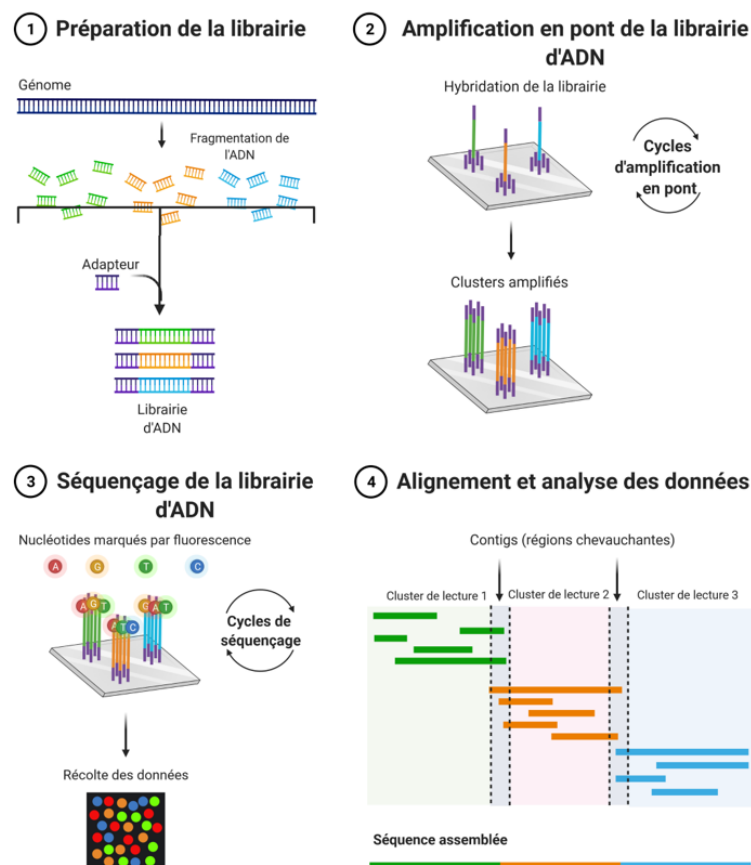 1 Préparation de la librairie
Génome
Fragmentation de
l'ADN
Adapteur
Librairie
d'ADN
2 Amplification en pont de la librairie
d'ADN
Hybridation de la librairie
Cycles
d'amplification
en pont
Clusters amplifiés
3 Séquençage de la librairie
d'ADN
Nucléotides marqués par fluorescence
A G T C
A G T G A T
A T C
Cycles de
séquençage
Récolte des données
4 Alignement et analyse des données
Contigs (régions chevauchantes)
Cluster de lecture 1 Cluster de lecture 2 Cluster de lecture 3
Séquence assemblée